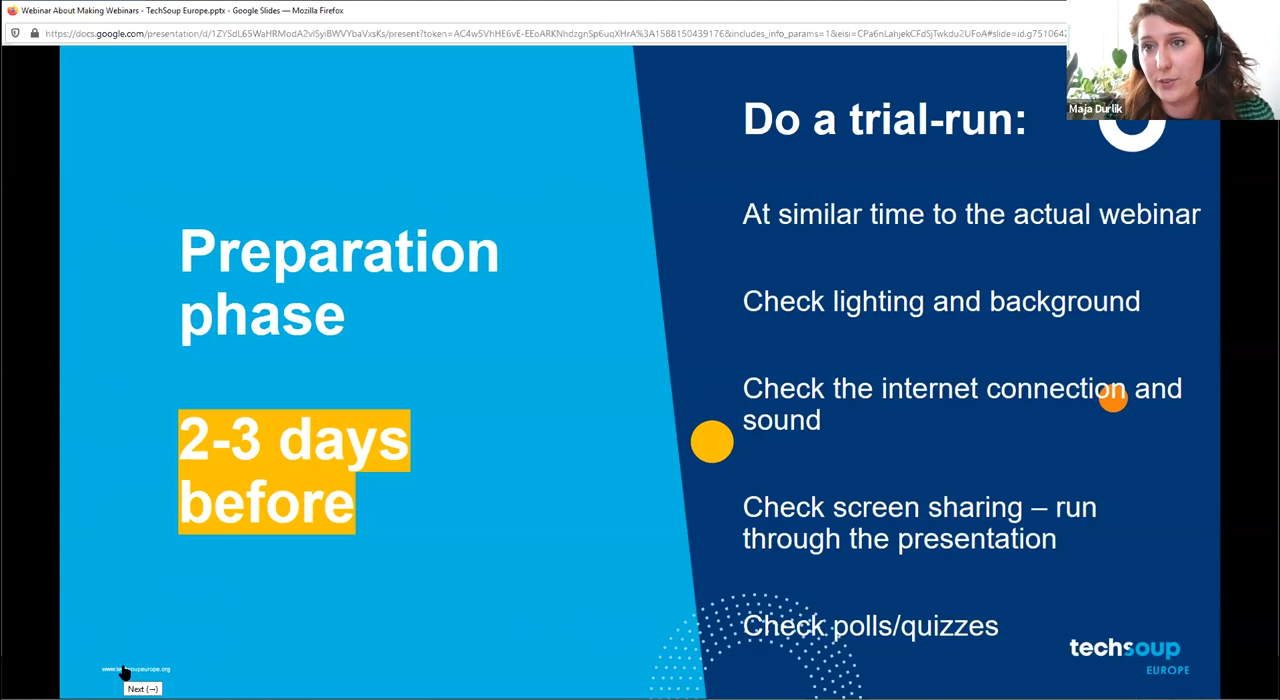 Webinar About Making Webinars - TechSoup Europe.pptx - Google Slides — Mozilla Firefox
Maja Durlik
Do a trial-run:
At similar time to the actual webinar
Check lighting and background
Check the internet connection and
sound
Check screen sharing – run
through the presentation
Check polls/quizzes
Preparation
phase
2-3 days
before
techsoup
EUROPE
Next (→)